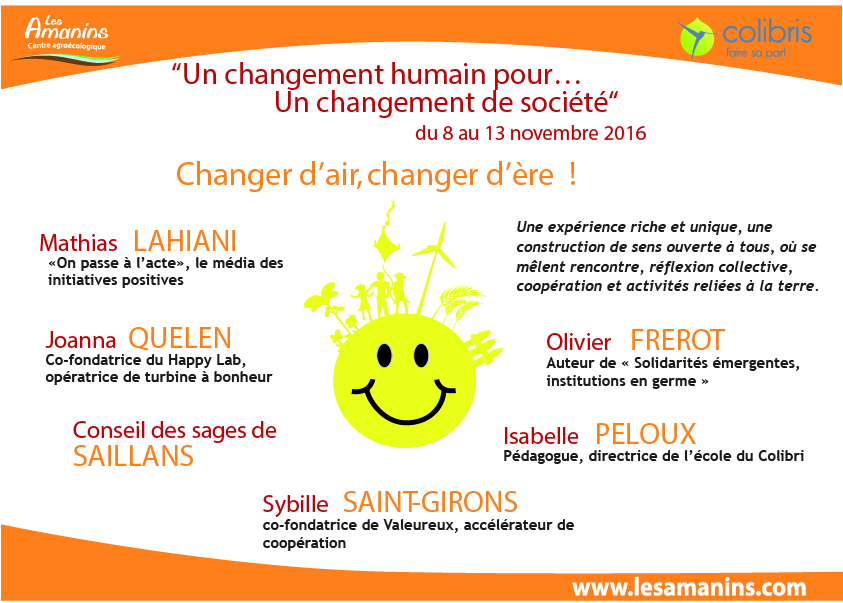 Les
Amanins
Centre agroécologique
colibris
faire sa part
“Un changement humain pour...
Un changement de société“
du 8 au 13 novembre 2016
Changer d’air, changer d’ère !
Mathias LAHIANI
«On passe à l’acte», le média des
initiatives positives
Une expérience riche et unique, une
construction de sens ouverte à tous, où se
mêlent rencontre, réflexion collective,
coopération et activités reliées à la terre.
Joanna QUELEN
Co-fondatrice du Happy Lab,
opératrice de turbine à bonheur
Olivier FREROT
Auteur de « Solidarités émergentes,
institutions en germe »
Conseil des sages de
SAILLANS
Isabelle PELOUX
Pédagogue, directrice de l’école du Colibri
Sybille SAINT-GIRONS
co-fondatrice de Valeureux, accélérateur de
coopération
www.lesamanins.com